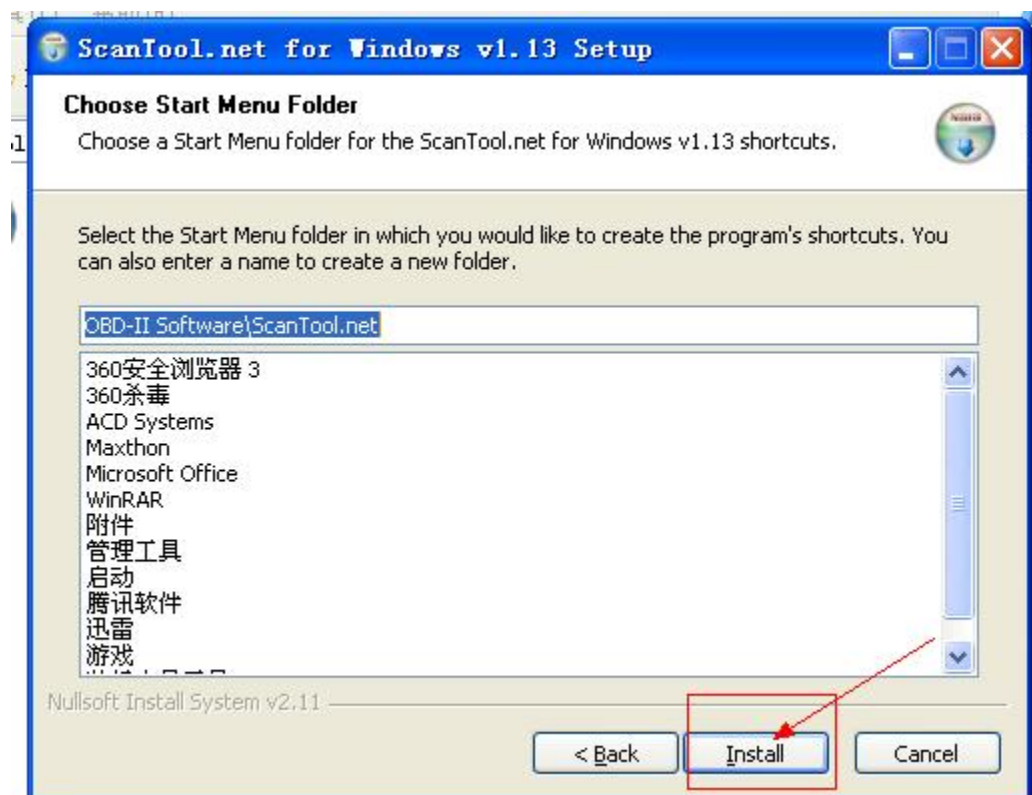 ScanTool.net for Windows v1.13 Setup
Choose Start Menu Folder
Choose a Start Menu folder for the ScanTool.net for Windows v1.13 shortcuts.
Select the Start Menu folder in which you would like to create the program's shortcuts. You
can also enter a name to create a new folder.
OBD-II Software\ScanTool.net
360安全浏览器 3
360杀毒
ACD Systems
Maxthon
Microsoft Office
WinRAR
附件
管理工具
启动
腾讯软件
迅雷
游戏
Nullsoft Install System v2.11
< Back
Install
Cancel